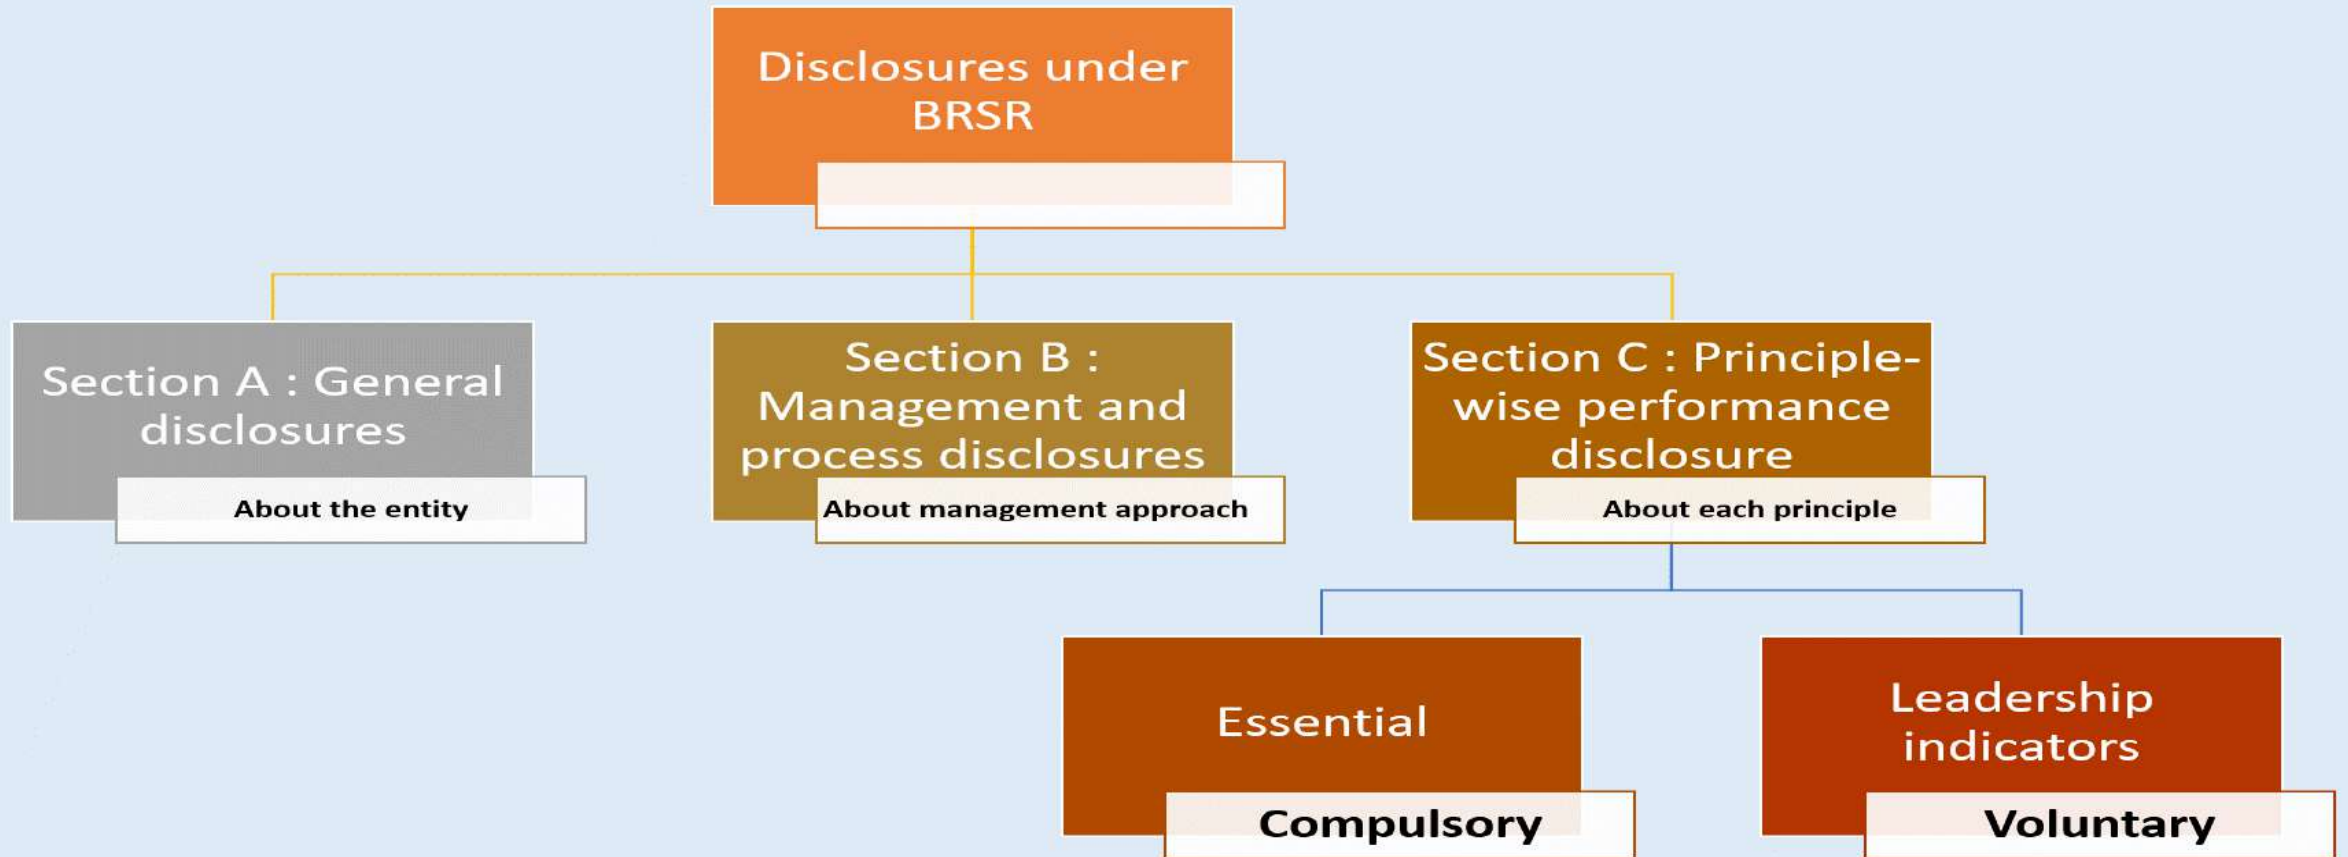 Disclosures under
BRSR
Section A : General
disclosures
About the entity
Section B :
Management and
process disclosures
About management approach
Section C : Principle-
wise performance
disclosure
About each principle
Essential
Compulsory
Leadership
indicators
Voluntary